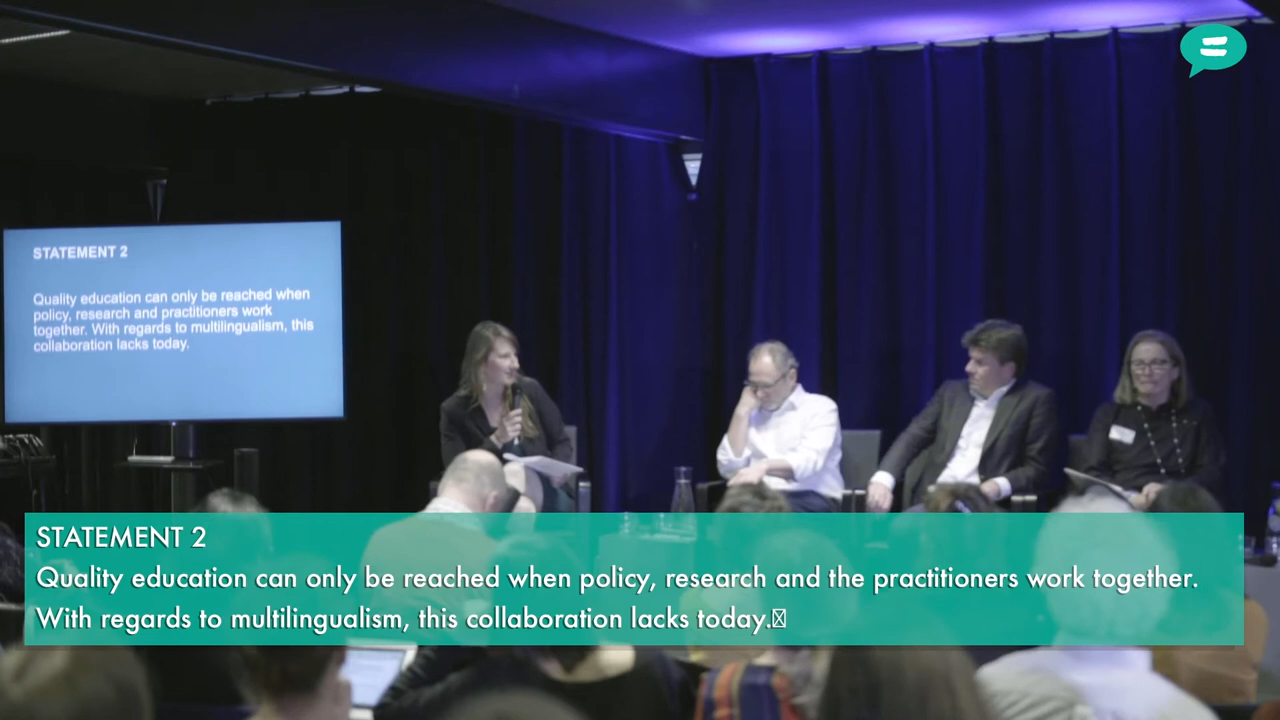 STATEMENT 2
Quality education can only be reached when
policy, research and practitioners work
together. With regards to multilingualism, this
collaboration lacks today.
STATEMENT 2
Quality education can only be reached when policy, research and the practitioners work together.
With regards to multilingualism, this collaboration lacks today.